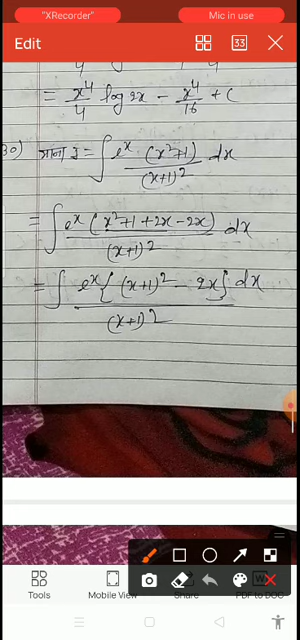 "XRecorder" Mic in use
Edit 33
= x⁴/4 log 2x - x⁴/16 + C
30) माना I = ∫ eˣ (x²+1)/(x+1)² dx
= ∫ eˣ (x²+1+2x-2x)/(x+1)² dx
= ∫ eˣ{(x+1)² - 2x}/(x+1)² dx
Tools Mobile View Share PDF to DOC